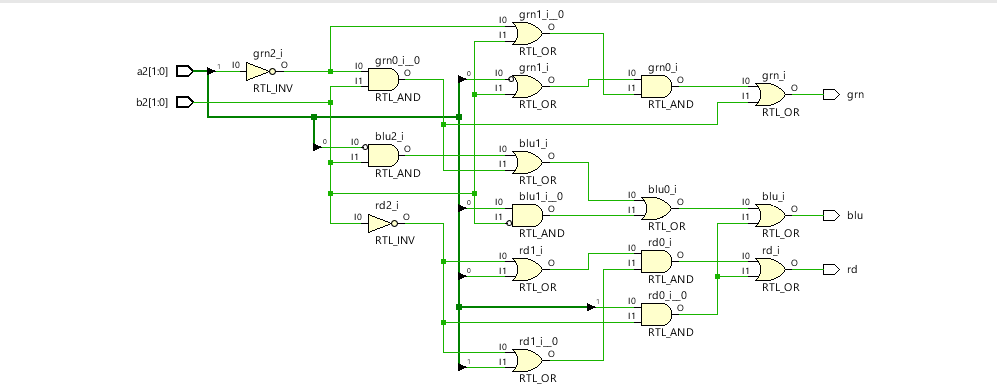 grn1_i__0
I0
I1
O
RTL_OR
grn2_i
a2[1:0]
1
I0
O
RTL_INV
grn0_i__0
I0
I1
O
RTL_AND
grn1_i
0
I0
I1
O
RTL_OR
grn0_i
I0
I1
O
RTL_AND
grn_i
I0
I1
O
RTL_OR
grn
b2[1:0]
blu2_i
0
I0
I1
O
RTL_AND
blu1_i
I0
I1
O
RTL_OR
blu1_i__0
0
I0
I1
O
RTL_AND
blu0_i
I0
I1
O
RTL_OR
blu_i
I0
I1
O
RTL_OR
blu
rd2_i
I0
O
RTL_INV
rd1_i
0
I0
I1
O
RTL_OR
rd0_i
I0
I1
O
RTL_AND
rd_i
I0
I1
O
RTL_OR
rd
rd0_i__0
1
I0
I1
O
RTL_AND
rd1_i__0
1
I0
I1
O
RTL_OR